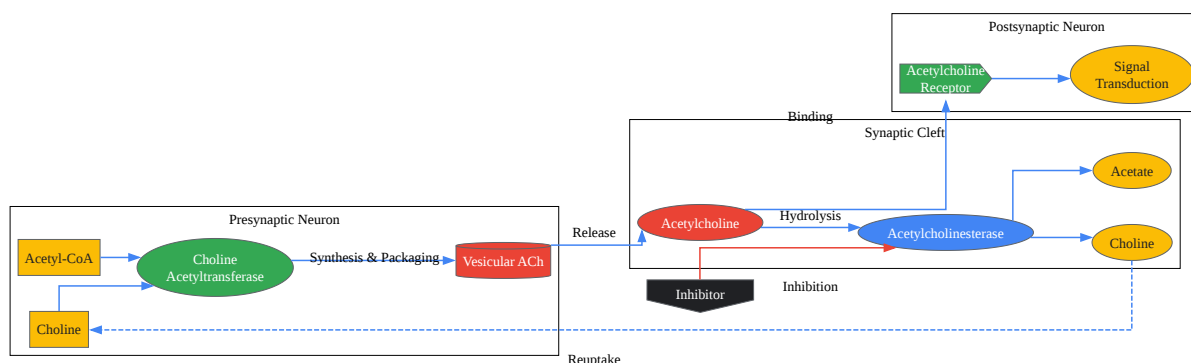 Postsynaptic Neuron
Acetylcholine
Receptor
Signal
Transduction
Binding
Synaptic Cleft
Acetate
Acetylcholine
Hydrolysis
Acetylcholinesterase
Choline
Release
Inhibitor
Inhibition
Presynaptic Neuron
Acetyl-CoA
Choline
Acetyltransferase
Synthesis & Packaging
Vesicular ACh
Choline
Reuptake